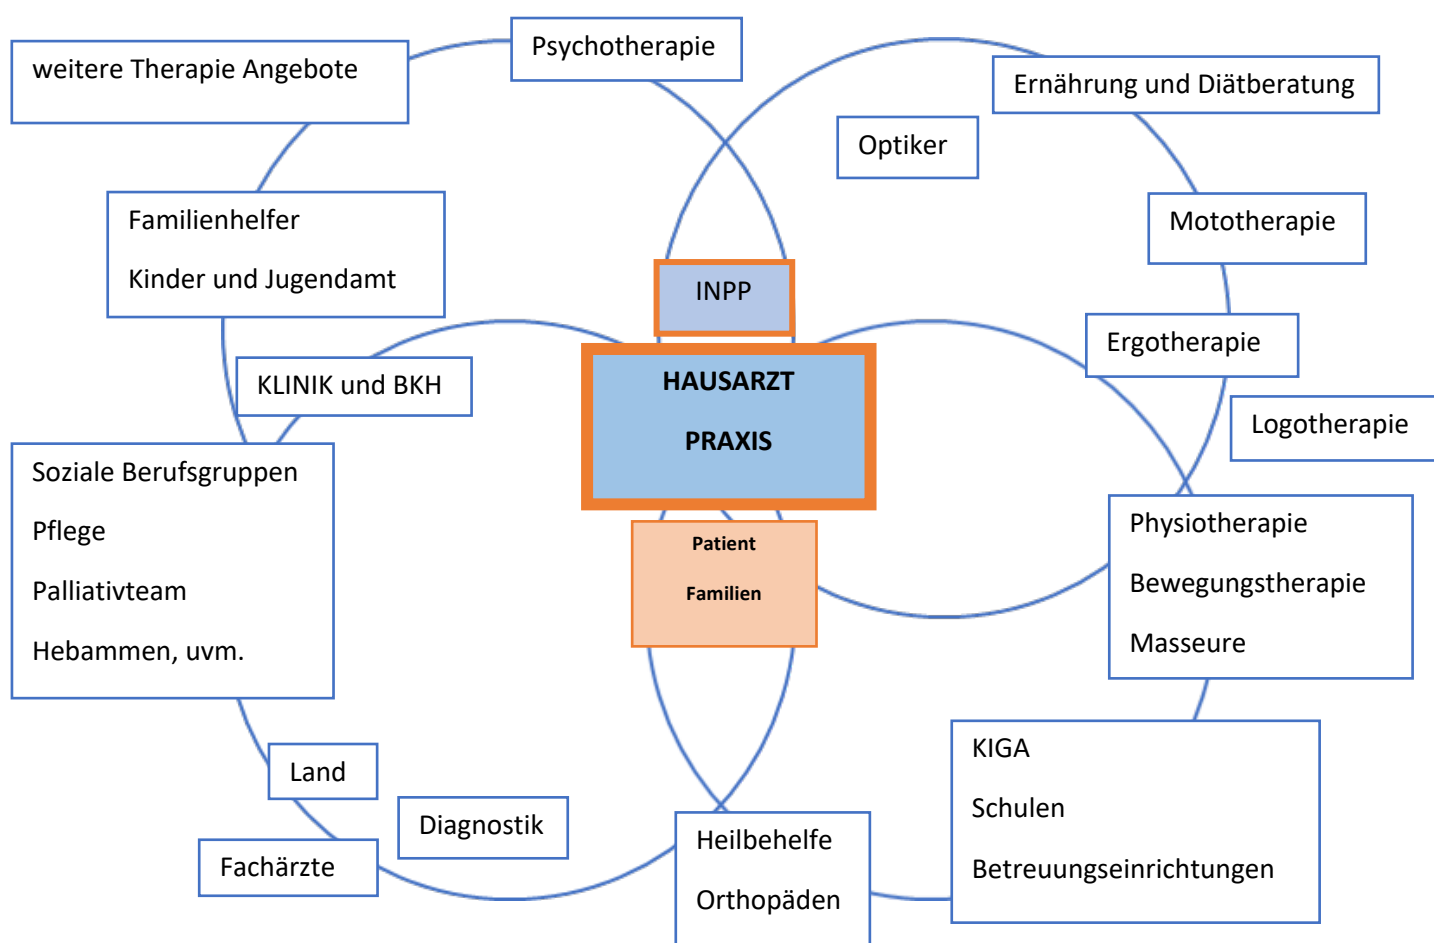 Psychotherapie
weitere Therapie Angebote
Ernährung und Diätberatung
Optiker
Familienhelfer
Kinder und Jugendamt
Mototherapie
INPP
Ergotherapie
KLINIK und BKH
HAUSARZT
PRAXIS
Logotherapie
Soziale Berufsgruppen
Pflege
Palliativteam
Hebammen, uvm.
Patient
Familien
Physiotherapie
Bewegungstherapie
Masseure
Land
Diagnostik
Fachärzte
Heilbehelfe
Orthopäden
KIGA
Schulen
Betreuungseinrichtungen